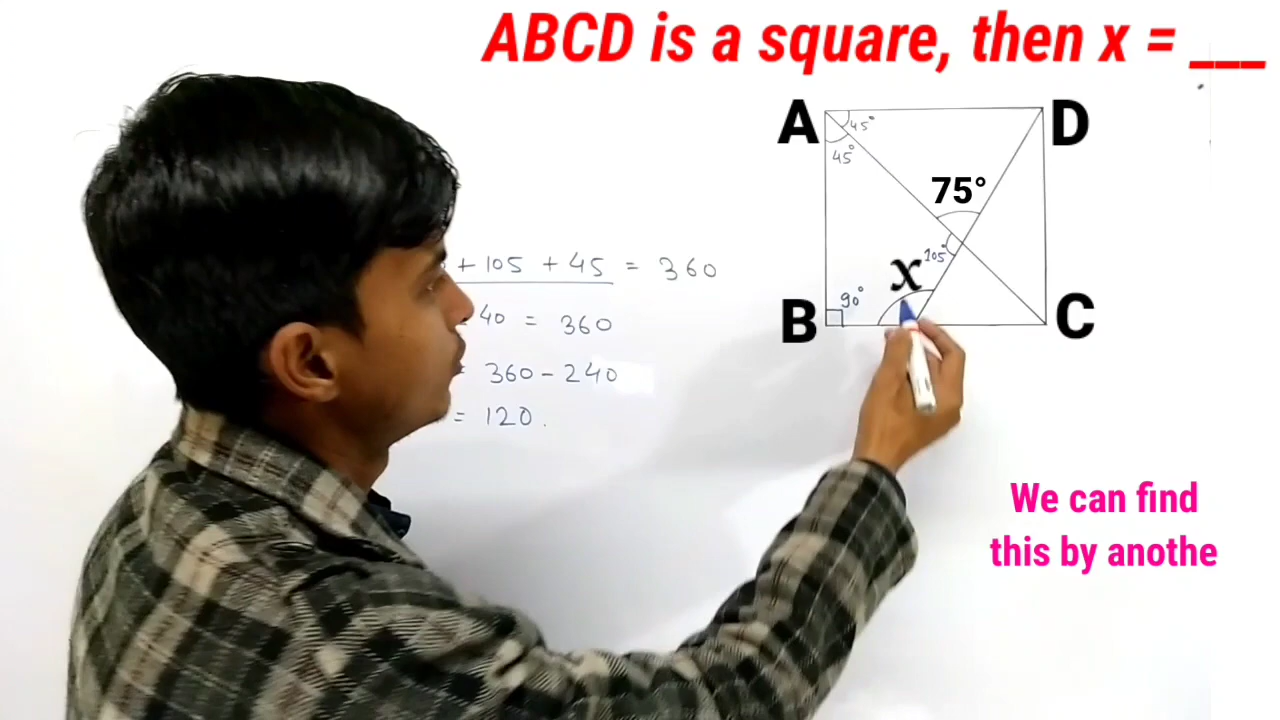 ABCD is a square, then x = ___
A
D
45°
45°
75°
105°
+ 105 + 45 = 360
x
90°
B
C
40 = 360
= 360 - 240
= 120.
We can find
this by anothe